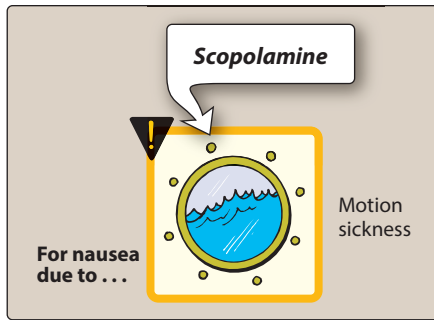 Scopolamine
!
Motion
sickness
For nausea
due to . . .